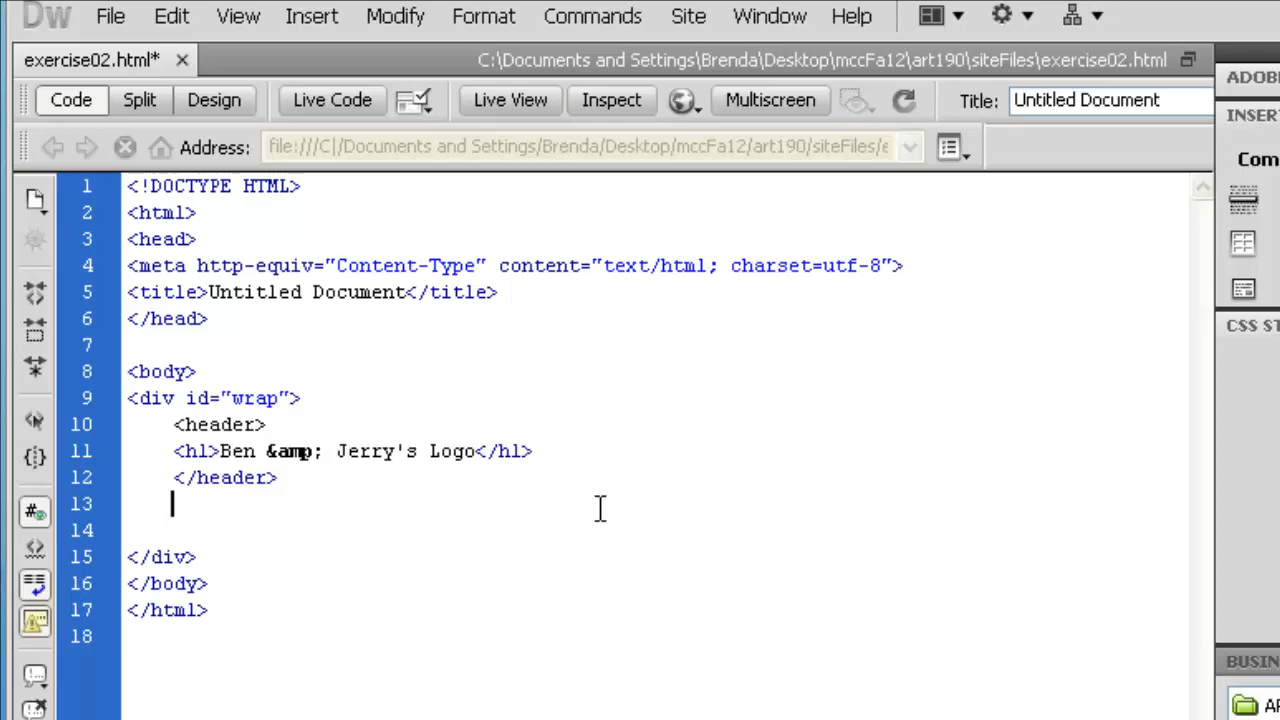 Dw File Edit View Insert Modify Format Commands Site Window Help
exercise02.html* C:\Documents and Settings\Brenda\Desktop\mccFa12\art190\siteFiles\exercise02.html
Code Split Design Live Code Live View Inspect Multiscreen Title: Untitled Document
Address: file:///C|/Documents and Settings/Brenda/Desktop/mccFa12/art190/siteFiles/e
ADOBE
INSERT
Com
CSS ST
BUSIN
AF
1 <!DOCTYPE HTML>
2 <html>
3 <head>
4 <meta http-equiv="Content-Type" content="text/html; charset=utf-8">
5 <title>Untitled Document</title>
6 </head>
7
8 <body>
9 <div id="wrap">
10 <header>
11 <h1>Ben &amp; Jerry's Logo</h1>
12 </header>
13
14
15 </div>
16 </body>
17 </html>
18